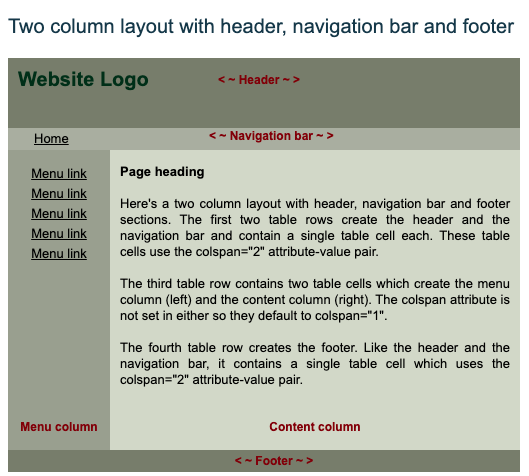 Two column layout with header, navigation bar and footer
Website Logo
< ~ Header ~ >
Home
< ~ Navigation bar ~ >
Menu link
Menu link
Menu link
Menu link
Menu link
Page heading
Here's a two column layout with header, navigation bar and footer
sections. The first two table rows create the header and the
navigation bar and contain a single table cell each. These table
cells use the colspan="2" attribute-value pair.
The third table row contains two table cells which create the menu
column (left) and the content column (right). The colspan attribute is
not set in either so they default to colspan="1".
The fourth table row creates the footer. Like the header and the
navigation bar, it contains a single table cell which uses the
colspan="2" attribute-value pair.
Menu column
Content column
< ~ Footer ~ >